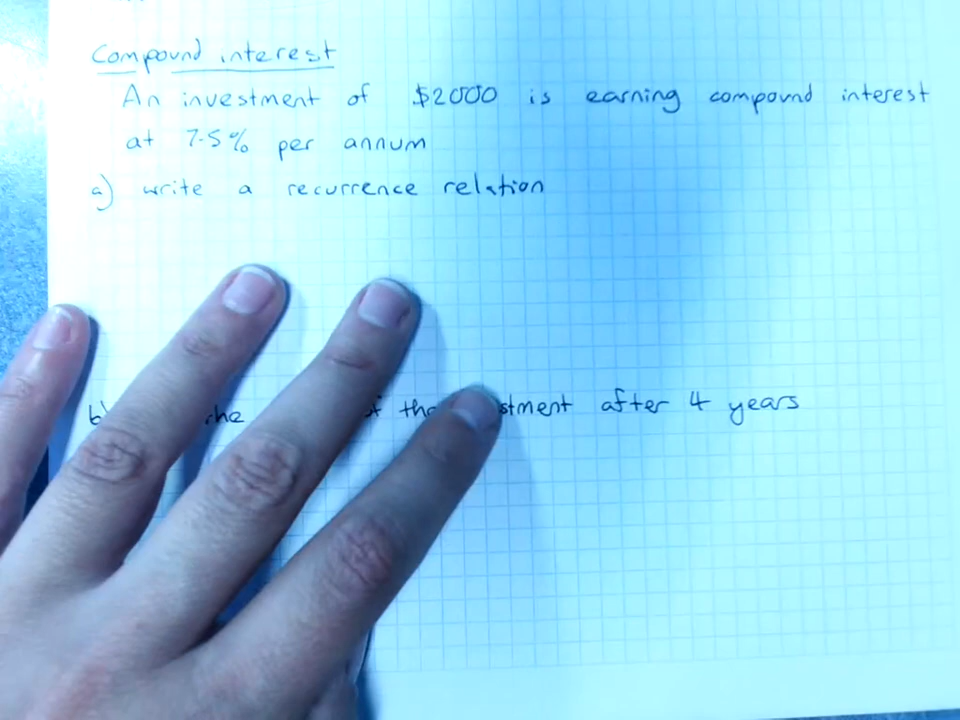 Compound interest
An investment of $2000 is earning compound interest
at 7.5% per annum
a) write a recurrence relation
b) after 4 years